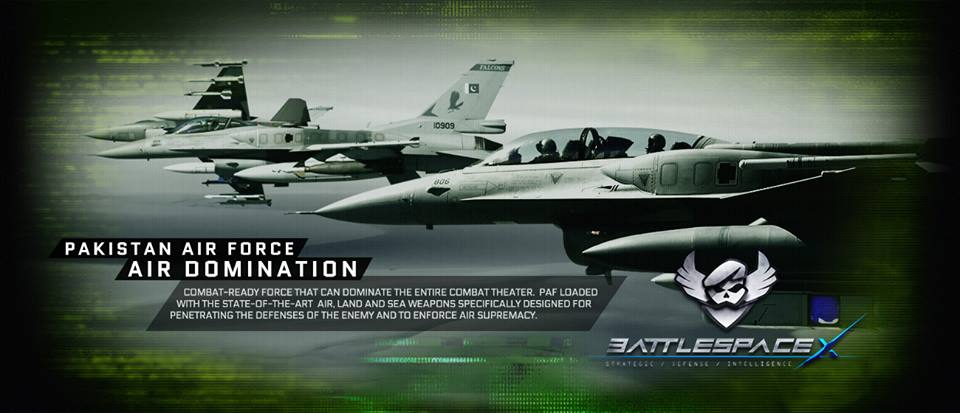 FALCONS
10909
806
PAKISTAN AIR FORCE
AIR DOMINATION
COMBAT-READY FORCE THAT CAN DOMINATE THE ENTIRE COMBAT THEATER. PAF LOADED
WITH THE STATE-OF-THE-ART AIR, LAND AND SEA WEAPONS SPECIFICALLY DESIGNED FOR
PENETRATING THE DEFENSES OF THE ENEMY AND TO ENFORCE AIR SUPREMACY.
BATTLESPACE X
STRATEGIC / DEFENSE / INTELLIGENCE